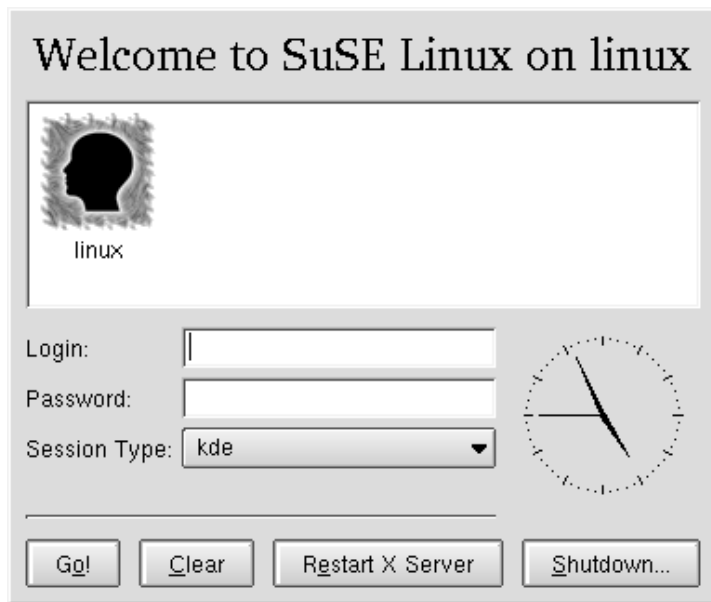 Welcome to SuSE Linux on linux
linux
Login:
Password:
Session Type: kde
Go! Clear Restart X Server Shutdown...